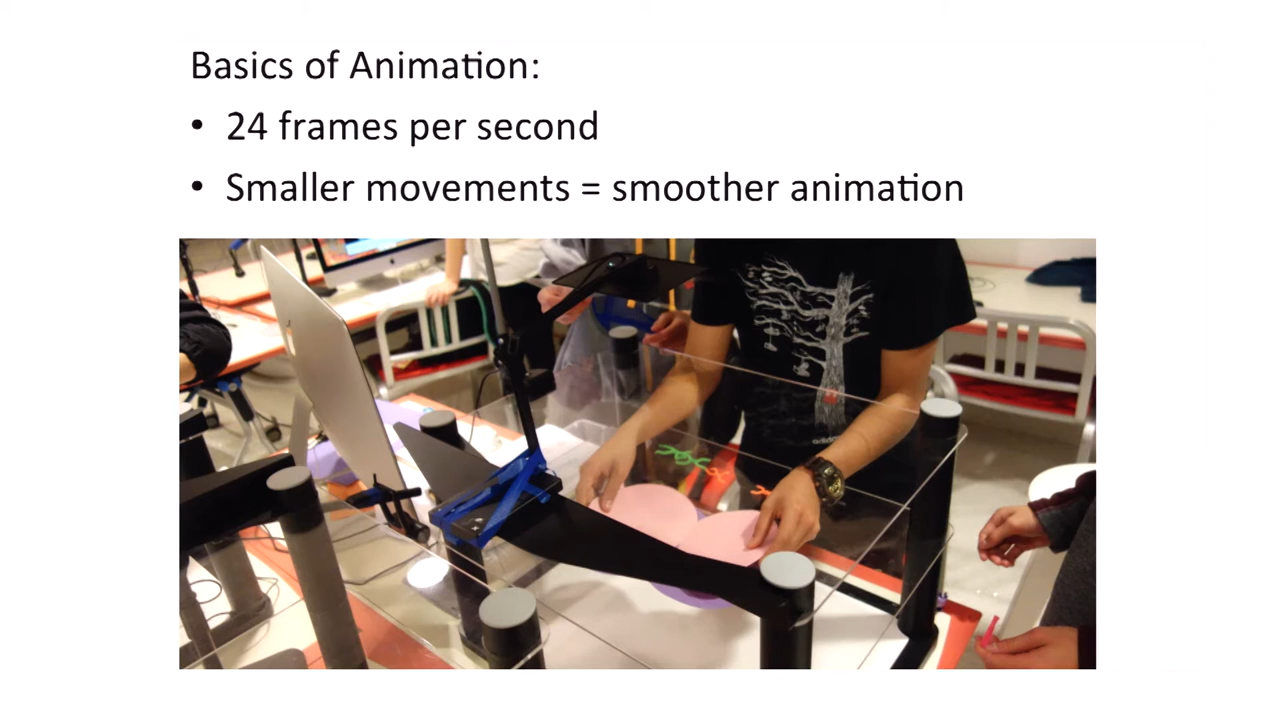 Basics of Animation:
• 24 frames per second
• Smaller movements = smoother animation